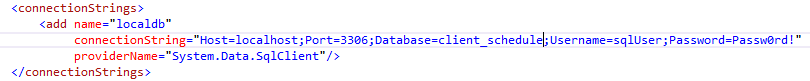 <connectionStrings>
<add name="localdb"
connectionString="Host=localhost;Port=3306;Database=client_schedule;Username=sqlUser;Password=Passw0rd!"
providerName="System.Data.SqlClient"/>
</connectionStrings>